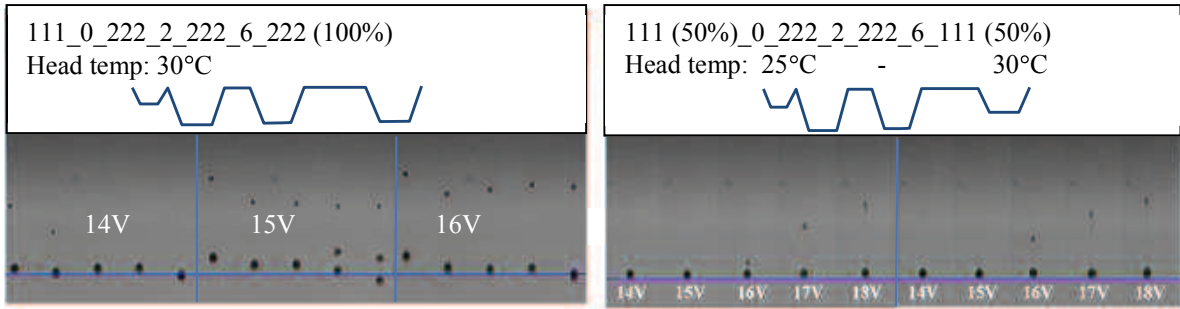 111_0_222_2_222_6_222 (100%)
Head temp: 30°C
14V 15V 16V
111 (50%)_0_222_2_222_6_111 (50%)
Head temp: 25°C - 30°C
14V 15V 16V 17V 18V 14V 15V 16V 17V 18V